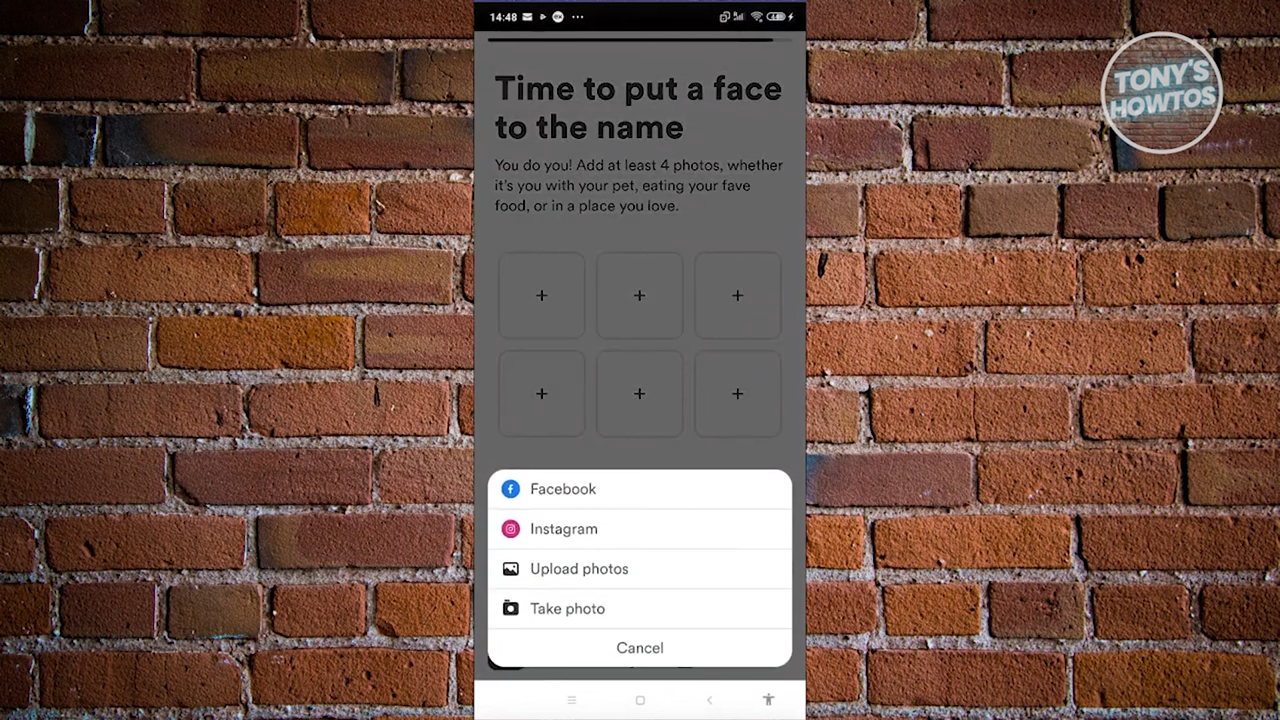 14:48
TONY'S
HOWTOS
Time to put a face
to the name
You do you! Add at least 4 photos, whether
it's you with your pet, eating your fave
food, or in a place you love.
Facebook
Instagram
Upload photos
Take photo
Cancel